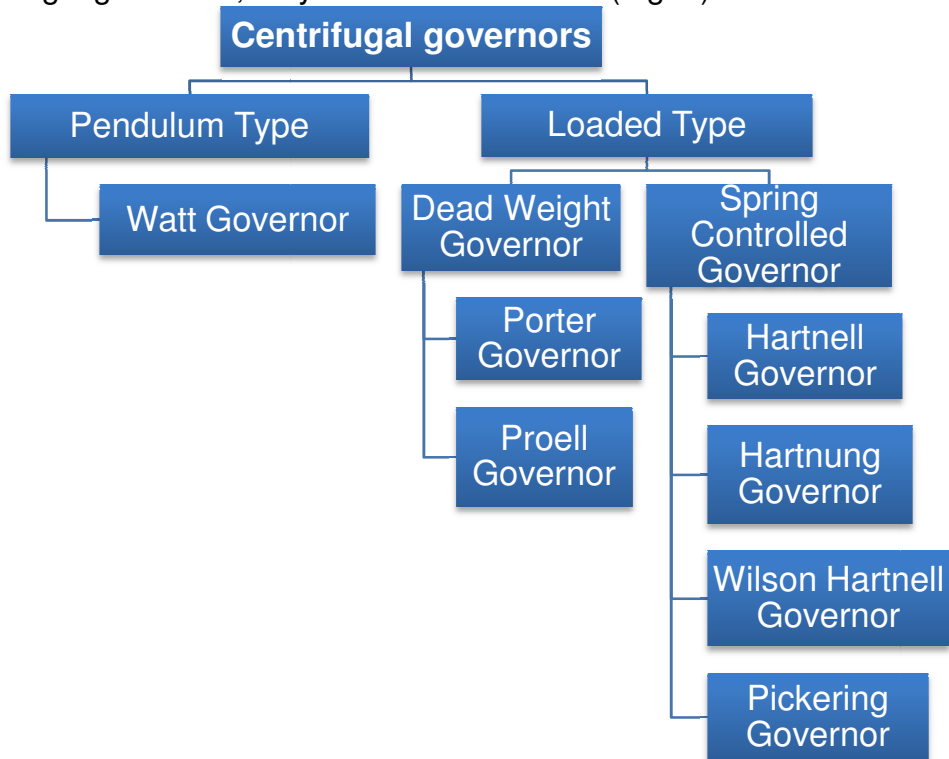 Centrifugal governors
Pendulum Type
Loaded Type
Watt Governor
Dead Weight
Governor
Spring
Controlled
Governor
Porter
Governor
Proell
Governor
Hartnell
Governor
Hartnung
Governor
Wilson Hartnell
Governor
Pickering
Governor